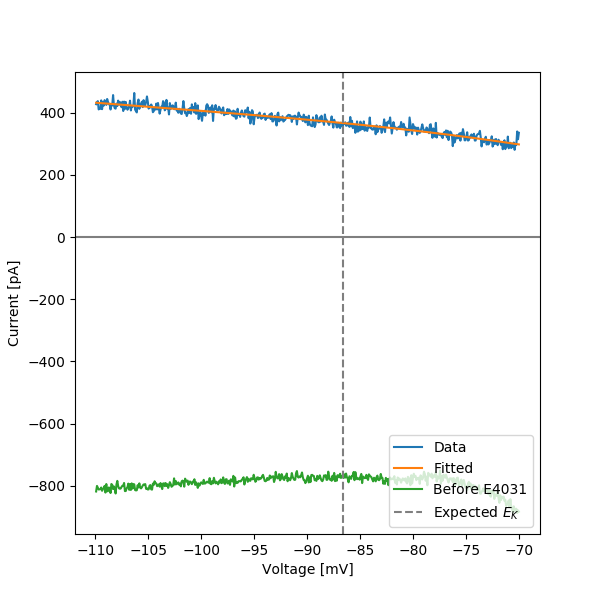 400
200
0
−200
−400
−600
−800
Current [pA]
Data
Fitted
Before E4031
Expected E_K
−110 −105 −100 −95 −90 −85 −80 −75 −70
Voltage [mV]